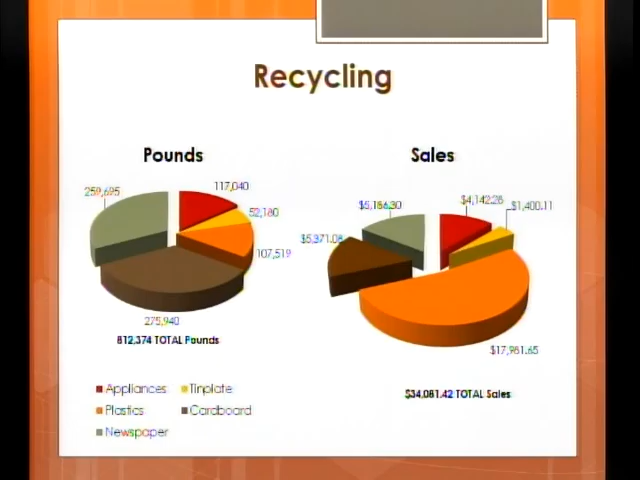 Recycling
Pounds
Sales
259,695
117,040
52,180
107,519
275,940
812,374 TOTAL Pounds
$5,186.30
$4,142.28
$1,400.11
$5,371.08
$17,981.65
$34,081.42 TOTAL Sales
Appliances
Tinplate
Plastics
Cardboard
Newspaper